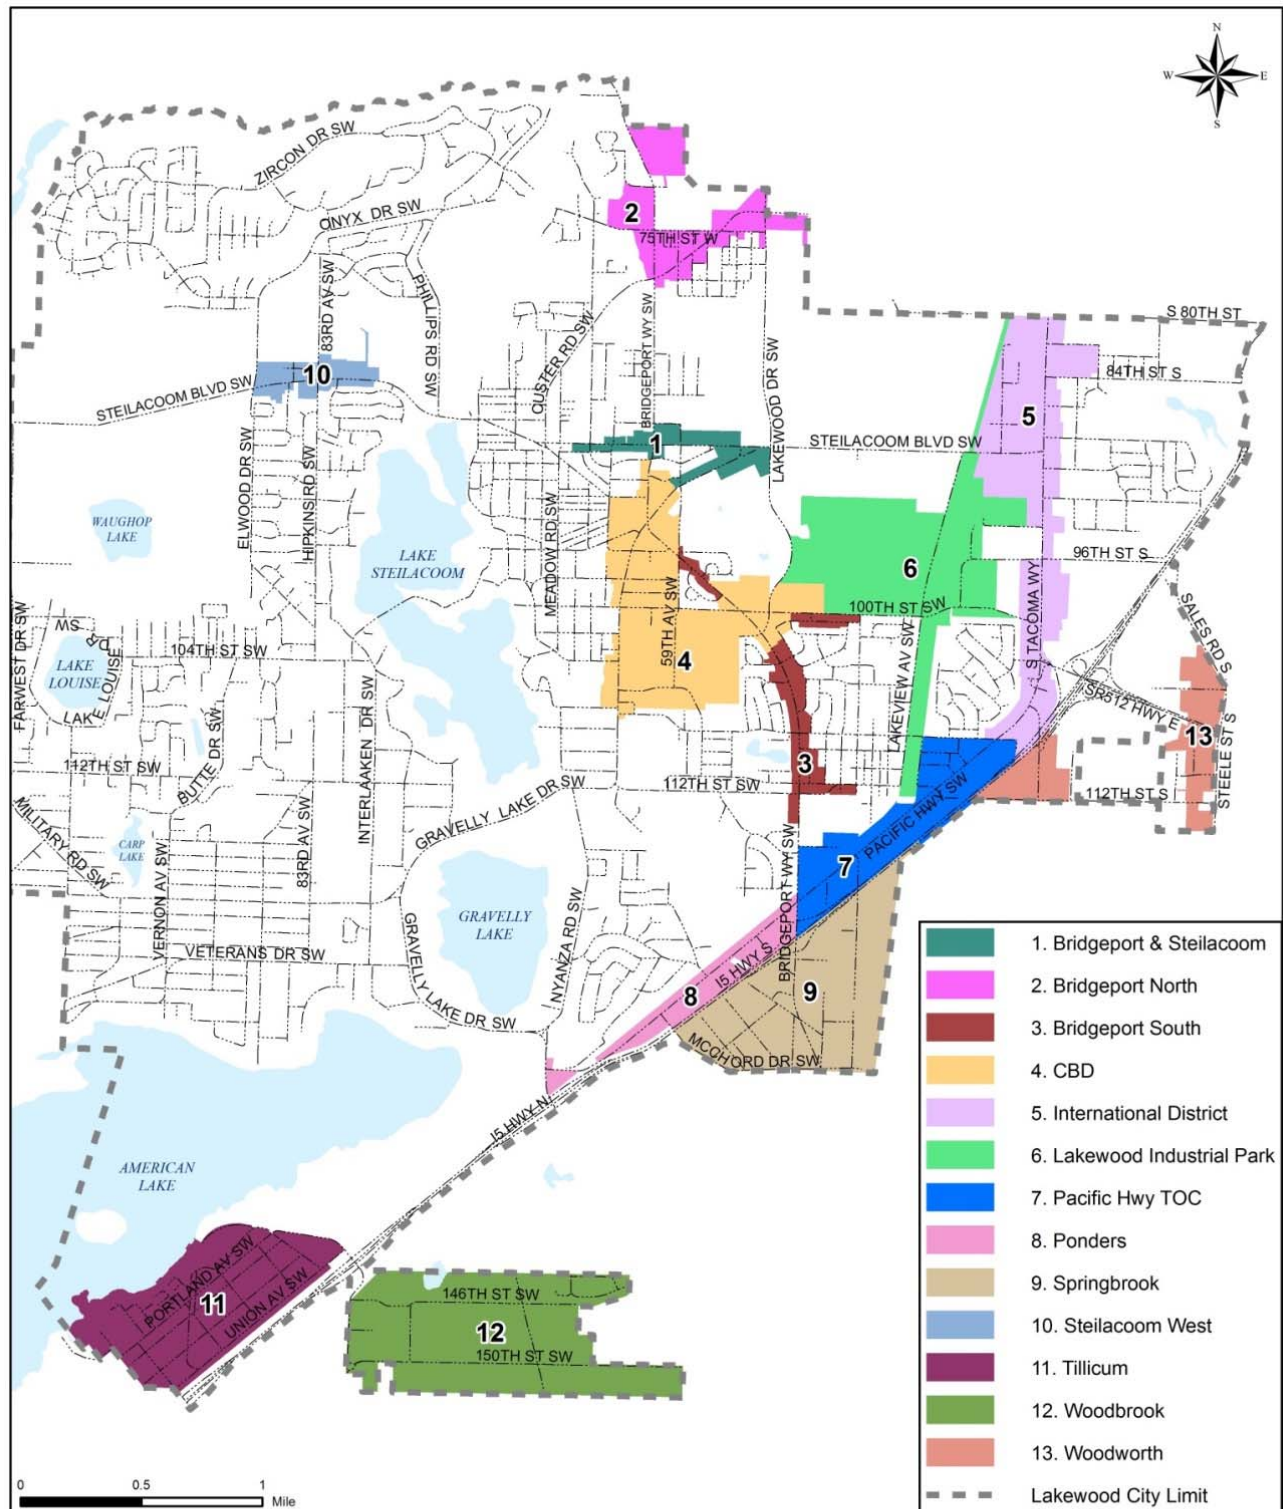 N
W E
S
ZIRCON DR SW
ONYX DR SW
2
75TH ST W
83RD AV SW
PHILLIPS RD SW
CUSTER RD SW
BRIDGEPORT WY SW
LAKEWOOD DR SW
S 80TH ST
84TH ST S
10
STEILACOOM BLVD SW
5
1
STEILACOOM BLVD SW
ELWOOD DR SW
HIPKINS RD SW
WAUGHOP
LAKE
LAKE
STEILACOOM
MEADOW RD SW
96TH ST S
6
100TH ST SW
S TACOMA WY
SALES RD S
FARWEST DR SW
LAKE LOUISE DR SW
LAKE
LOUISE
104TH ST SW
59TH AV SW
4
LAKEVIEW AV SW
SR512 HWY E
13
STEELE ST S
INTERLAAKEN DR SW
BUTTE DR SW
112TH ST SW
3
112TH ST SW
112TH ST S
MILITARY RD SW
CARP
LAKE
VERNON AV SW
83RD AV SW
GRAVELLY LAKE DR SW
PACIFIC HWY SW
7
BRIDGEPORT WY SW
GRAVELLY
LAKE
NYANZA RD SW
VETERANS DR SW
GRAVELLY LAKE DR SW
I5 HWY S
8
9
MCCHORD DR SW
I5 HWY N
AMERICAN
LAKE
PORTLAND AV SW
11
UNION AV SW
146TH ST SW
12
150TH ST SW
1. Bridgeport & Steilacoom
2. Bridgeport North
3. Bridgeport South
4. CBD
5. International District
6. Lakewood Industrial Park
7. Pacific Hwy TOC
8. Ponders
9. Springbrook
10. Steilacoom West
11. Tillicum
12. Woodbrook
13. Woodworth
Lakewood City Limit
0 0.5 1
Mile